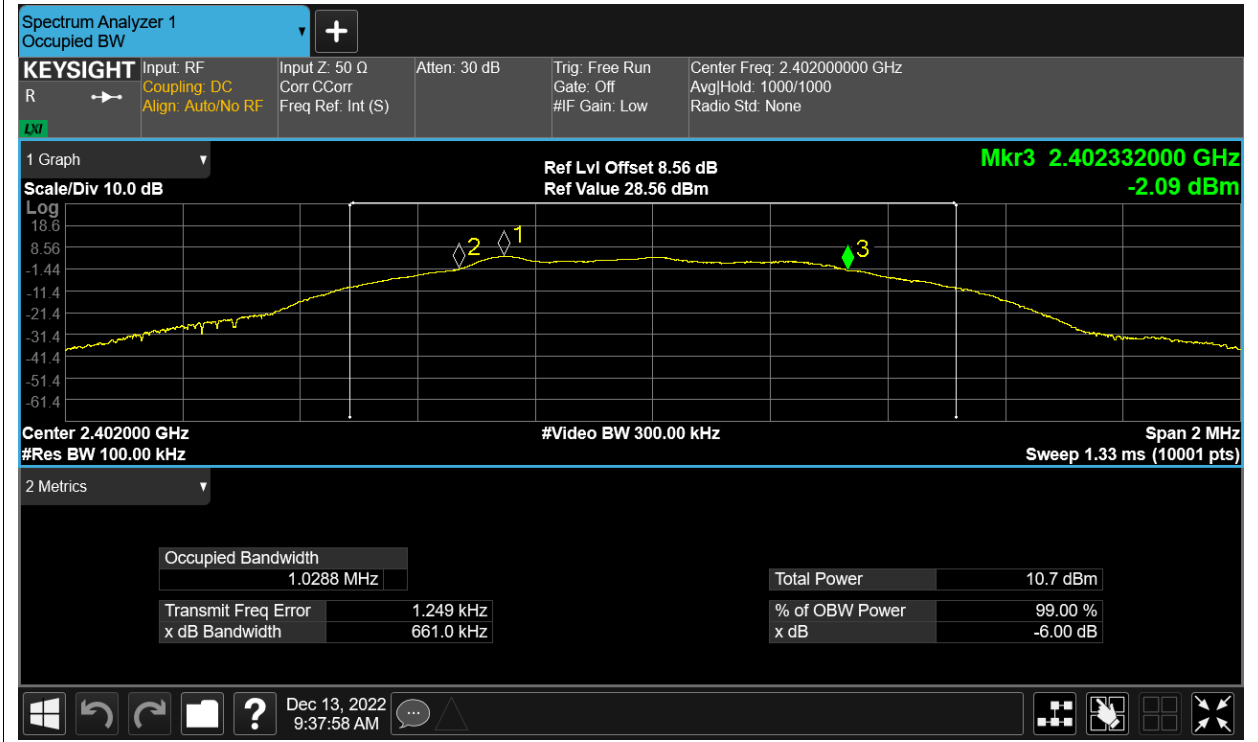 Spectrum Analyzer 1
Occupied BW
KEYSIGHT
R
LXI
Input: RF
Coupling: DC
Align: Auto/No RF
Input Z: 50 Ω
Corr CCorr
Freq Ref: Int (S)
Atten: 30 dB
Trig: Free Run
Gate: Off
#IF Gain: Low
Center Freq: 2.402000000 GHz
Avg|Hold: 1000/1000
Radio Std: None
1 Graph
Scale/Div 10.0 dB
Ref Lvl Offset 8.56 dB
Ref Value 28.56 dBm
Mkr3 2.402332000 GHz
-2.09 dBm
Log
18.6
8.56
-1.44
-11.4
-21.4
-31.4
-41.4
-51.4
-61.4
2
1
3
Center 2.402000 GHz
#Res BW 100.00 kHz
#Video BW 300.00 kHz
Span 2 MHz
Sweep 1.33 ms (10001 pts)
2 Metrics
Occupied Bandwidth
1.0288 MHz
Transmit Freq Error 1.249 kHz
x dB Bandwidth 661.0 kHz
Total Power 10.7 dBm
% of OBW Power 99.00 %
x dB -6.00 dB
?
Dec 13, 2022
9:37:58 AM